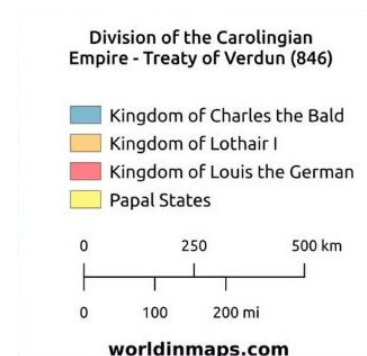 Division of the Carolingian
Empire - Treaty of Verdun (846)
Kingdom of Charles the Bald
Kingdom of Lothair I
Kingdom of Louis the German
Papal States
0 250 500 km
0 100 200 mi
worldinmaps.com